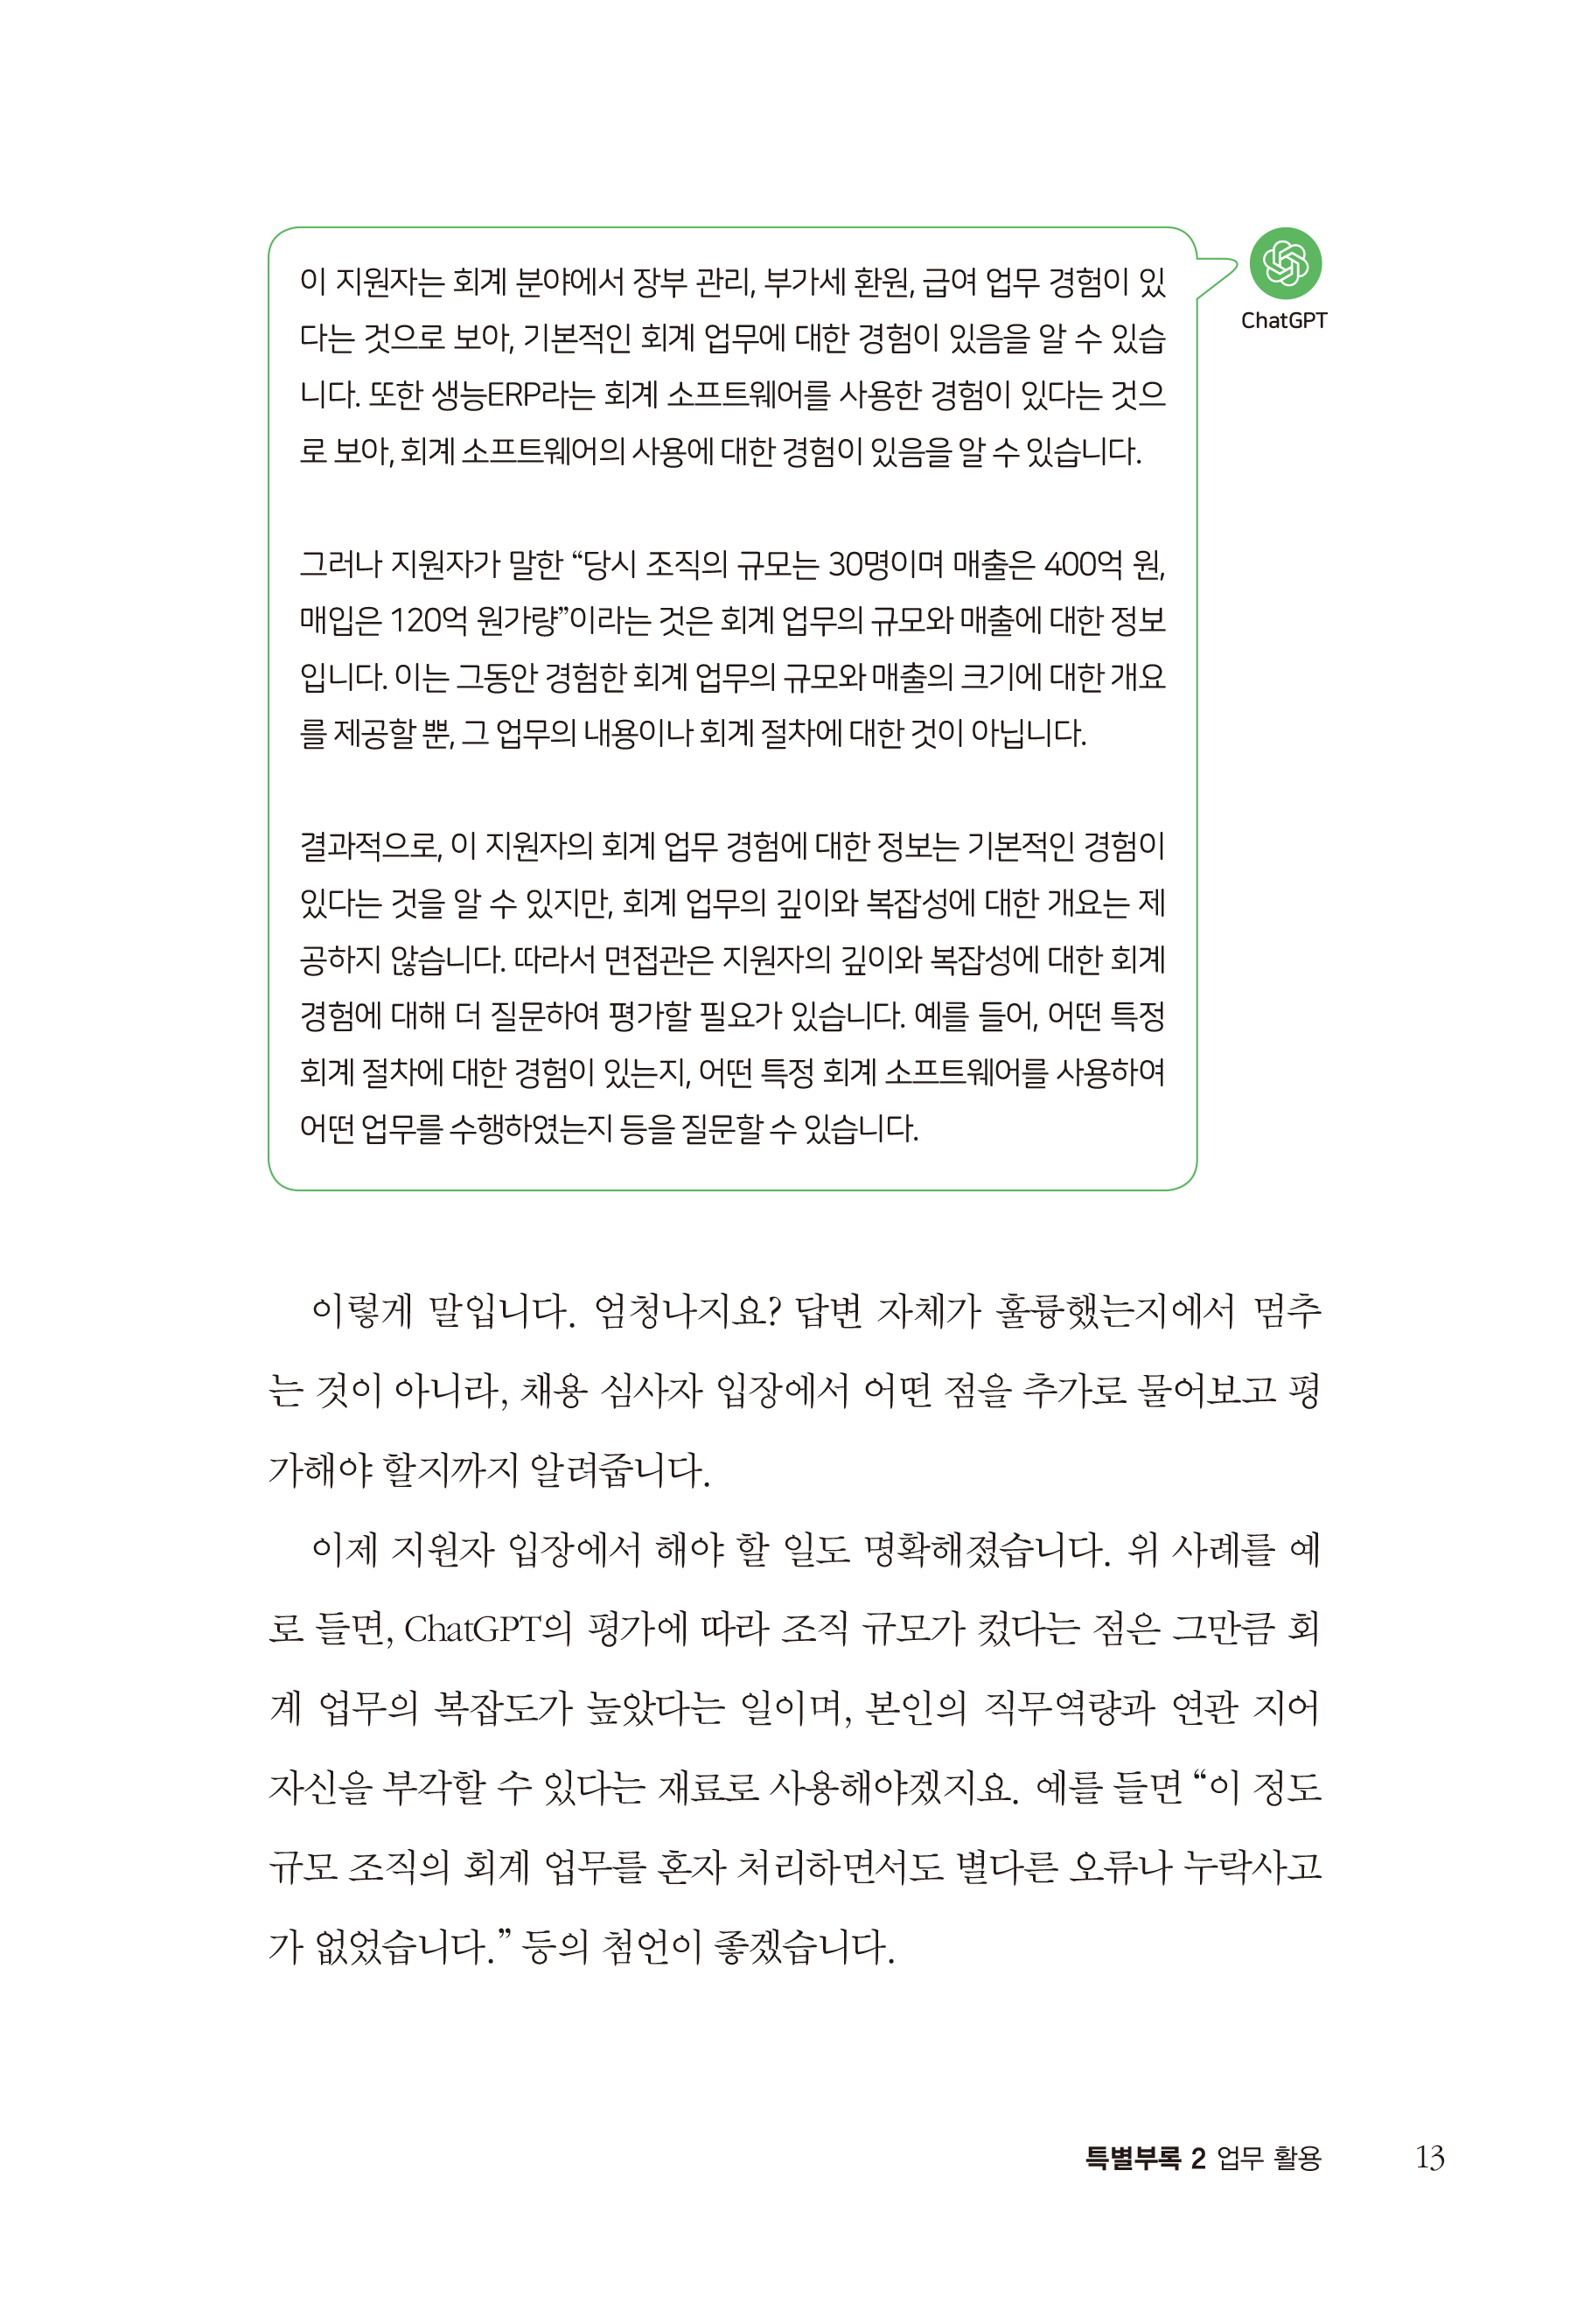 이 지원자는 회계 분야에서 장부 관리, 부가세 환원, 급여 업무 경험이 있
다는 것으로 보아, 기본적인 회계 업무에 대한 경험이 있음을 알 수 있습
니다. 또한 생능ERP라는 회계 소프트웨어를 사용한 경험이 있다는 것으
로 보아, 회계 소프트웨어의 사용에 대한 경험이 있음을 알 수 있습니다.
ChatGPT
그러나 지원자가 말한 “당시 조직의 규모는 30명이며 매출은 400억 원,
매입은 120억 원가량”이라는 것은 회계 업무의 규모와 매출에 대한 정보
입니다. 이는 그동안 경험한 회계 업무의 규모와 매출의 크기에 대한 개요
를 제공할 뿐, 그 업무의 내용이나 회계 절차에 대한 것이 아닙니다.
결과적으로, 이 지원자의 회계 업무 경험에 대한 정보는 기본적인 경험이
있다는 것을 알 수 있지만, 회계 업무의 깊이와 복잡성에 대한 개요는 제
공하지 않습니다. 따라서 면접관은 지원자의 깊이와 복잡성에 대한 회계
경험에 대해 더 질문하여 평가할 필요가 있습니다. 예를 들어, 어떤 특정
회계 절차에 대한 경험이 있는지, 어떤 특정 회계 소프트웨어를 사용하여
어떤 업무를 수행하였는지 등을 질문할 수 있습니다.
이렇게 말입니다. 엄청나지요? 답변 자체가 훌륭했는지에서 멈추
는 것이 아니라, 채용 심사자 입장에서 어떤 점을 추가로 물어보고 평
가해야 할지까지 알려줍니다.
이제 지원자 입장에서 해야 할 일도 명확해졌습니다. 위 사례를 예
로 들면, ChatGPT의 평가에 따라 조직 규모가 컸다는 점은 그만큼 회
계 업무의 복잡도가 높았다는 일이며, 본인의 직무역량과 연관 지어
자신을 부각할 수 있다는 재료로 사용해야겠지요. 예를 들면 “이 정도
규모 조직의 회계 업무를 혼자 처리하면서도 별다른 오류나 누락사고
가 없었습니다.” 등의 첨언이 좋겠습니다.
특별부록 2 업무 활용 13